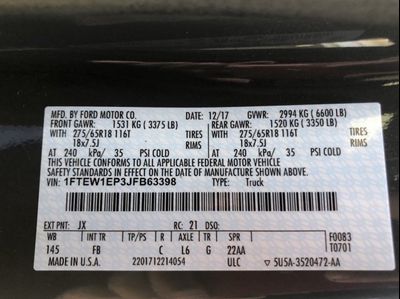 MFD. BY FORD MOTOR CO. DATE: 12/17 GVWR: 2994 KG ( 6600 LB)
FRONT GAWR: 1531 KG ( 3375 LB) REAR GAWR: 1520 KG ( 3350 LB)
WITH WITH
275/65R18 116T TIRES 275/65R18 116T TIRES
18x7.5J RIMS 18x7.5J RIMS
AT 240 kPa/ 35 PSI COLD AT 240 kPa/ 35 PSI COLD
THIS VEHICLE CONFORMS TO ALL APPLICABLE FEDERAL MOTOR VEHICLE
SAFETY STANDARDS IN EFFECT ON THE DATE OF MANUFACTURE SHOWN ABOVE.
VIN: 1FTEW1EP3JFB63398
TYPE: Truck
EXT PNT: JX RC: 21 DSO:
WB INT TR TP/PS R AXLE TR SPR F0083
145 FB C L6 G 22AA T0701
MADE IN U.S.A. 2201712214054 ULC 5U5A-3520472-AA